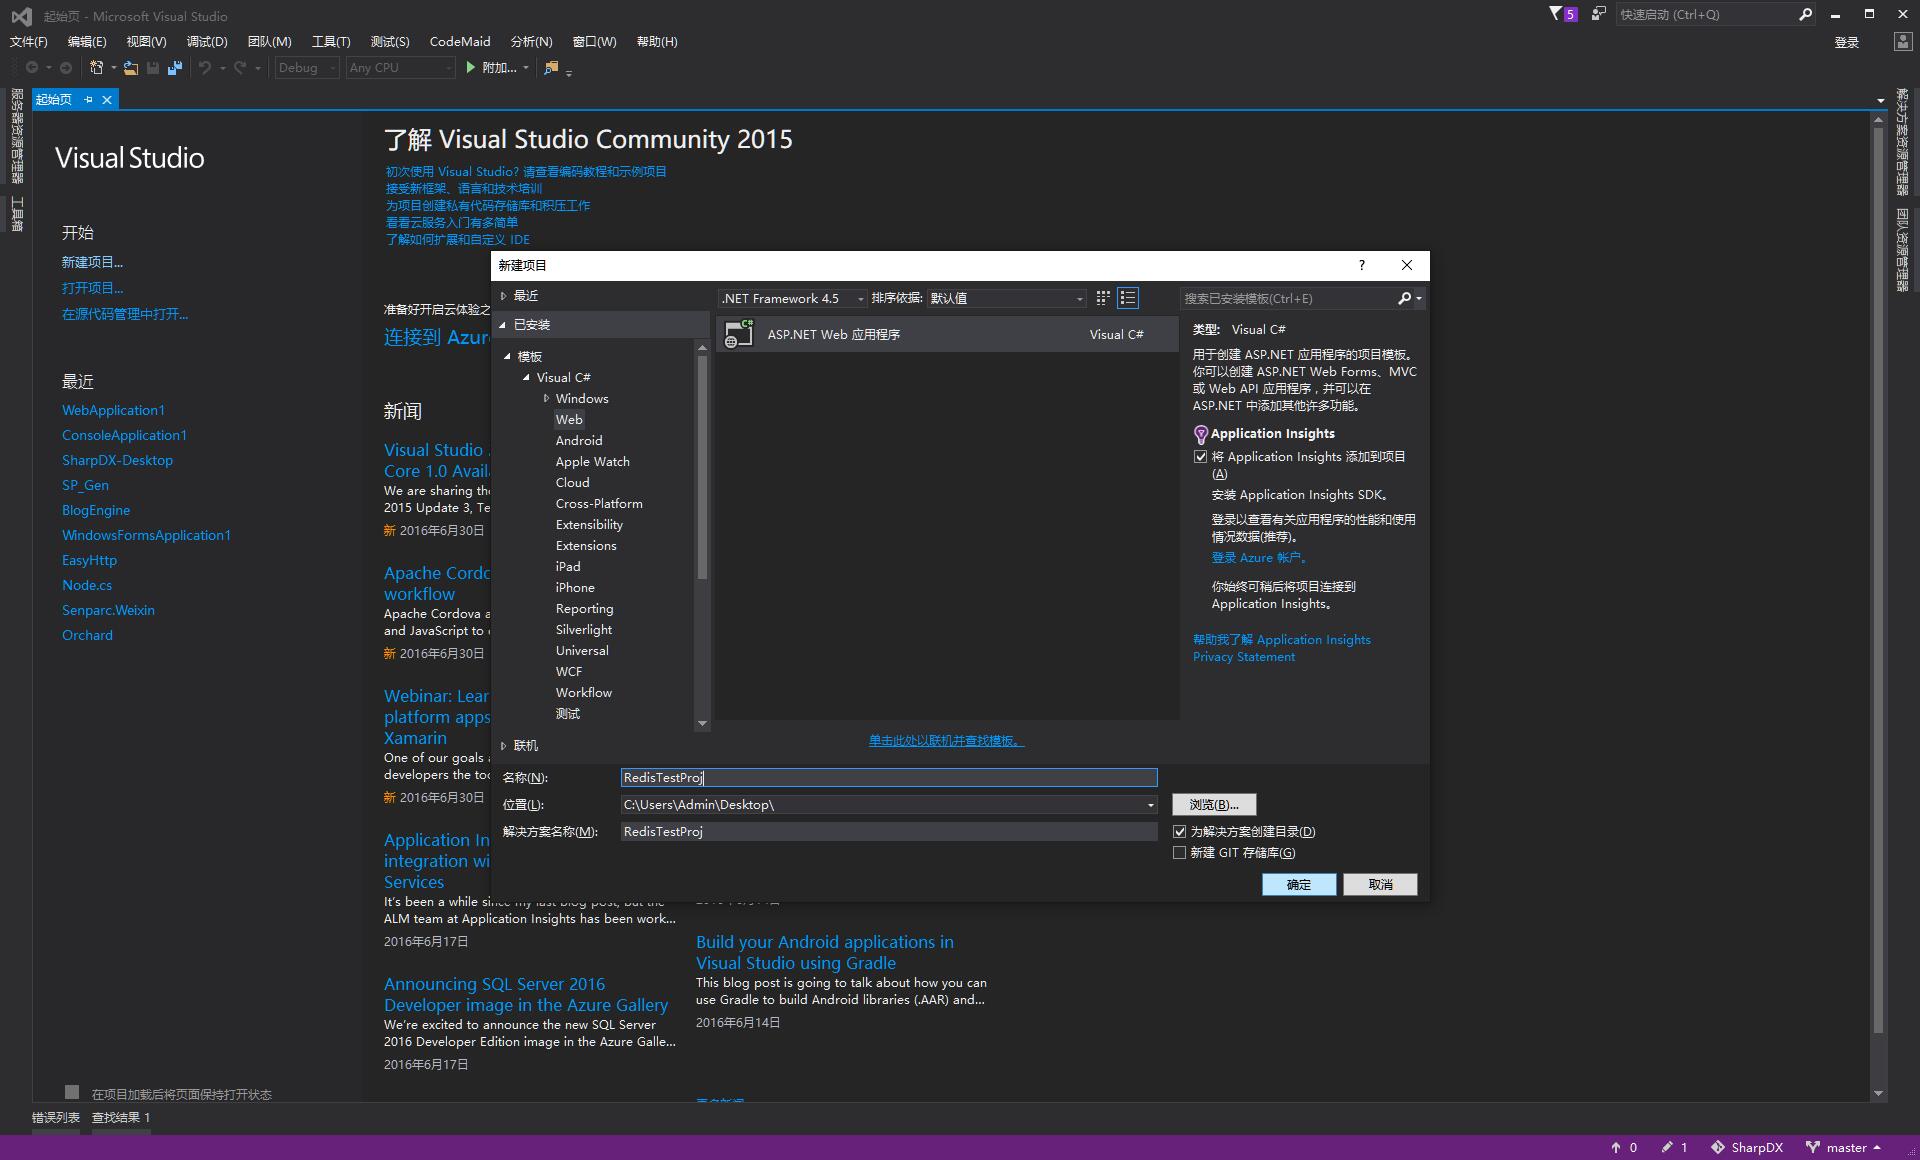 起始页 - Microsoft Visual Studio
5
快速启动 (Ctrl+Q)
文件(F) 编辑(E) 视图(V) 调试(D) 团队(M) 工具(T) 测试(S) CodeMaid 分析(N) 窗口(W) 帮助(H)
登录
Debug Any CPU 附加...
服务器资源管理器
工具箱
起始页
解决方案资源管理器
团队资源管理器
Visual Studio
开始
新建项目...
打开项目...
在源代码管理中打开...
最近
WebApplication1
ConsoleApplication1
SharpDX-Desktop
SP_Gen
BlogEngine
WindowsFormsApplication1
EasyHttp
Node.cs
Senparc.Weixin
Orchard
在项目加载后将页面保持打开状态
了解 Visual Studio Community 2015
初次使用 Visual Studio? 请查看编码教程和示例项目
接受新框架、语言和技术培训
为项目创建私有代码存储库和积压工作
看看云服务入门有多简单
了解如何扩展和自定义 IDE
准备好开启云体验之
连接到 Azure
新闻
Visual Studio
Core 1.0 Avail
We are sharing the
2015 Update 3, Te
新 2016年6月30日
Apache Cordo
workflow
Apache Cordova a
and JavaScript to
新 2016年6月30日
Webinar: Lear
platform apps
Xamarin
One of our goals
developers the too
新 2016年6月30日
Application In
integration wi
Services
It's been a while since my last blog post, but the
ALM team at Application Insights has been work...
2016年6月17日
Announcing SQL Server 2016
Developer image in the Azure Gallery
We're excited to announce the new SQL Server
2016 Developer Edition image in the Azure Galle...
2016年6月17日
2016年6月14日
Build your Android applications in
Visual Studio using Gradle
This blog post is going to talk about how you can
use Gradle to build Android libraries (.AAR) and...
2016年6月14日
更多新闻
新建项目
?
最近
已安装
模板
Visual C#
Windows
Web
Android
Apple Watch
Cloud
Cross-Platform
Extensibility
Extensions
iPad
iPhone
Reporting
Silverlight
Universal
WCF
Workflow
测试
联机
.NET Framework 4.5 排序依据: 默认值
搜索已安装模板(Ctrl+E)
ASP.NET Web 应用程序 Visual C#
单击此处以联机并查找模板。
类型: Visual C#
用于创建 ASP.NET 应用程序的项目模板。
你可以创建 ASP.NET Web Forms、MVC
或 Web API 应用程序，并可以在
ASP.NET 中添加其他许多功能。
Application Insights
将 Application Insights 添加到项目
(A)
安装 Application Insights SDK。
登录以查看有关应用程序的性能和使用
情况数据(推荐)。
登录 Azure 帐户。
你始终可稍后将项目连接到
Application Insights。
帮助我了解 Application Insights
Privacy Statement
名称(N): RedisTestProj
位置(L): C:\Users\Admin\Desktop\ 浏览(B)...
解决方案名称(M): RedisTestProj
为解决方案创建目录(D)
新建 GIT 存储库(G)
确定 取消
错误列表 查找结果 1
0 1 SharpDX master